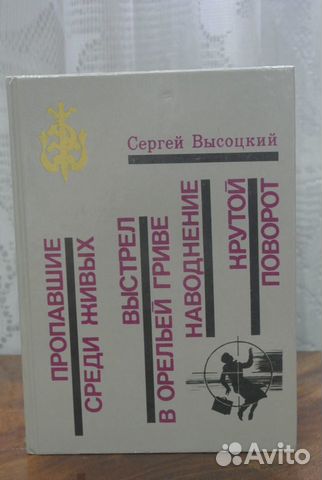 Сергей Высоцкий
ПРОПАВШИЕ
СРЕДИ ЖИВЫХ
ВЫСТРЕЛ
В ОРЕЛЬЕЙ ГРИВЕ
НАВОДНЕНИЕ
КРУТОЙ
ПОВОРОТ
Avito